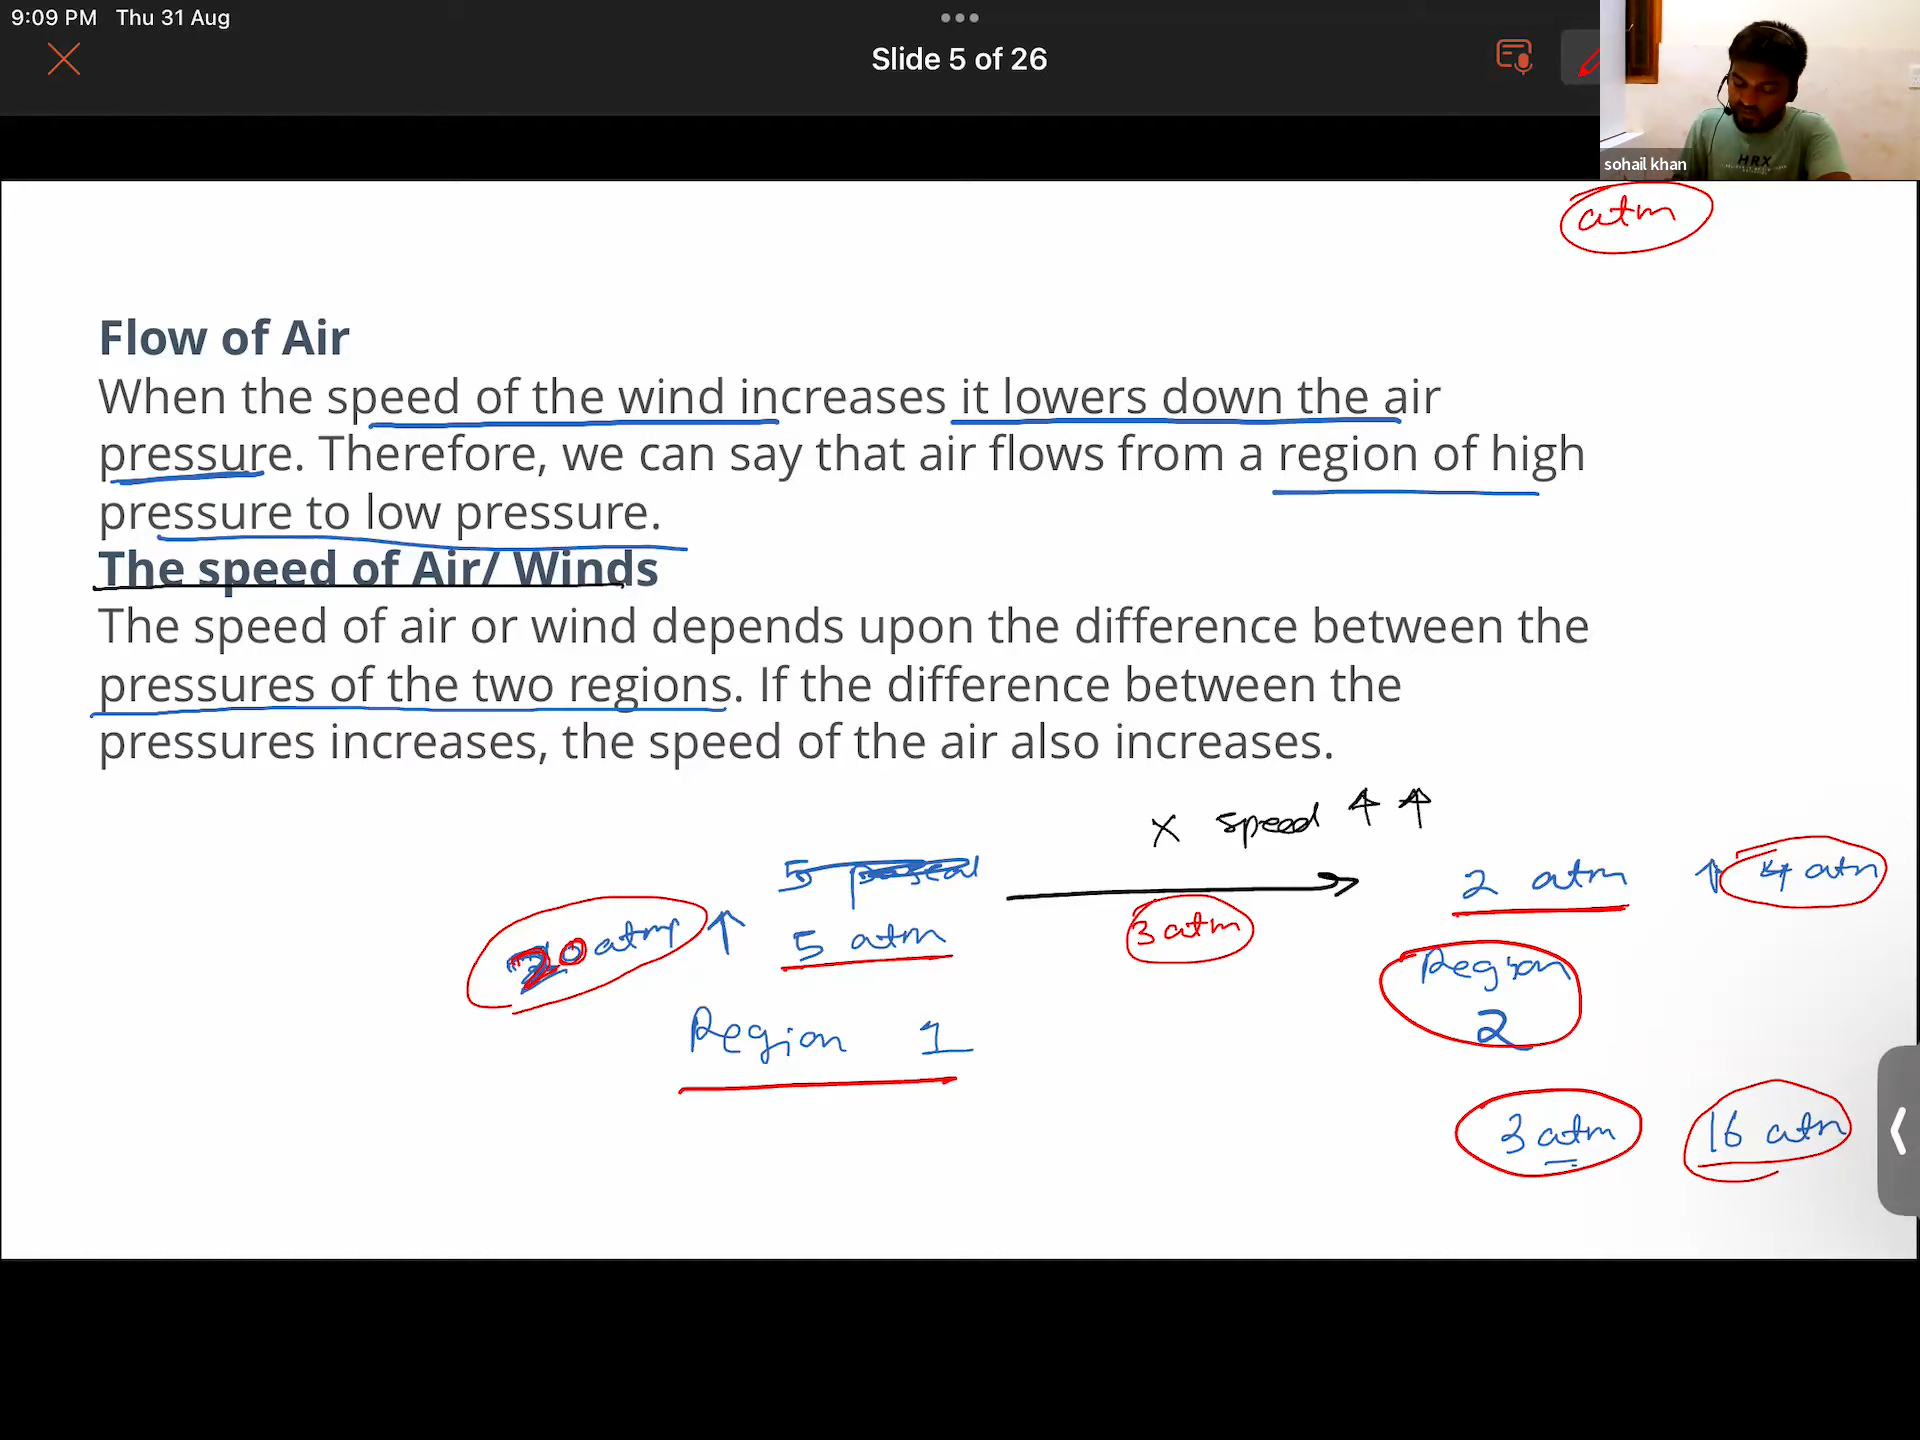 9:09 PM Thu 31 Aug
Slide 5 of 26
HRX
sohail khan
atm
Flow of Air
When the speed of the wind increases it lowers down the air
pressure. Therefore, we can say that air flows from a region of high
pressure to low pressure.
The speed of Air/ Winds
The speed of air or wind depends upon the difference between the
pressures of the two regions. If the difference between the
pressures increases, the speed of the air also increases.
x speed ↑ ↑
5 2 atm ↑ 4 atm
20 atm ↑ 5 atm 3 atm
Region
2
Region 1
3 atm 16 atm